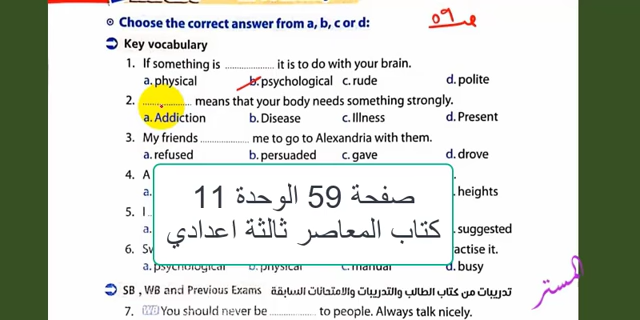 Choose the correct answer from a, b, c or d:
ص ٥٩
Key vocabulary
1. If something is .................. it is to do with your brain.
a. physical b. psychological c. rude d. polite
2. .................. means that your body needs something strongly.
a. Addiction b. Disease c. Illness d. Present
3. My friends .................. me to go to Alexandria with them.
a. refused b. persuaded c. gave d. drove
4. A
a. heights
5. I
a. suggested
6. Sv actise it.
a. psychological b. physical c. manual d. busy
صفحة 59 الوحدة 11
كتاب المعاصر ثالثة اعدادي
SB , WB and Previous Exams تدريبات من كتاب الطالب والتدريبات والامتحانات السابقة
7. WB You should never be .................. to people. Always talk nicely.